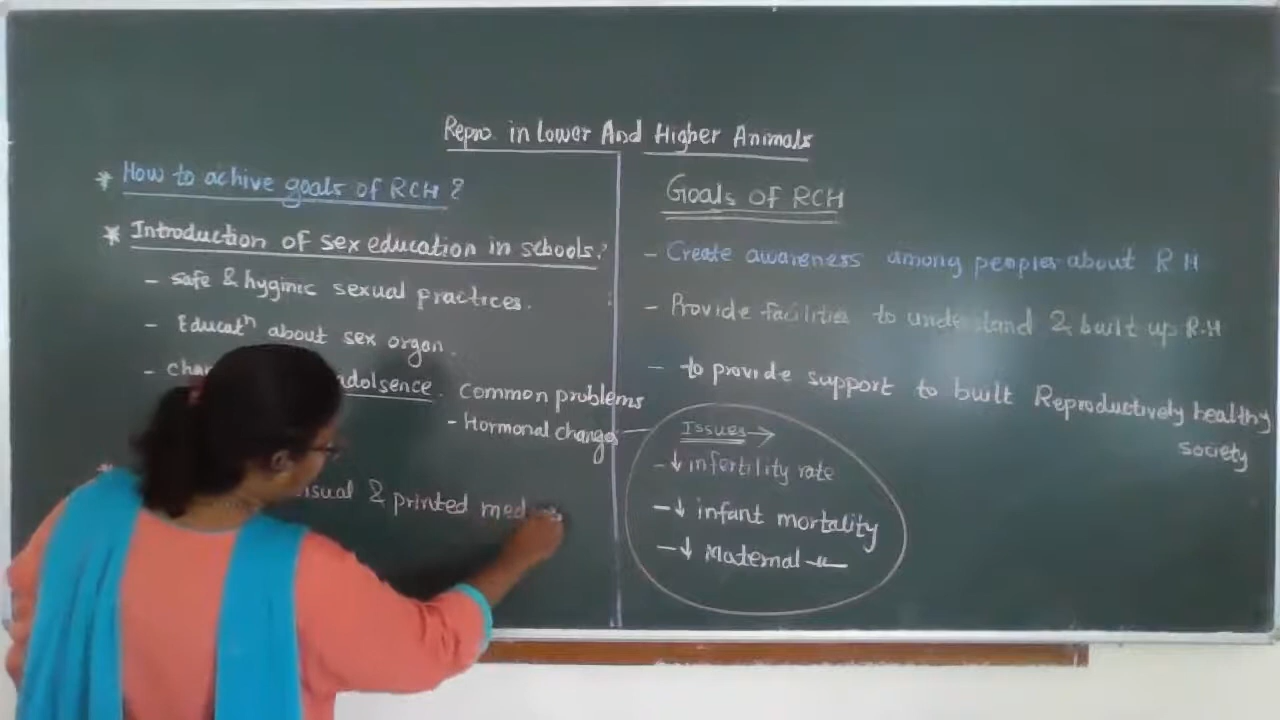 Repro. in Lower And Higher Animals
* How to achive goals of RCH ?
* Introduction of sex education in schools:
- safe & hyginic sexual practices.
- Educatⁿ about sex organ.
- adolsence. Common problems
- Hormonal changes
* & printed med
Goals of RCH
- Create awareness among peoples about R H
- Provide facilities to understand & built up R.H
- to provide support to built Reproductively healthy
society
Issues →
- ↓ infertility rate
- ↓ infant mortality
- ↓ Maternal -〃-